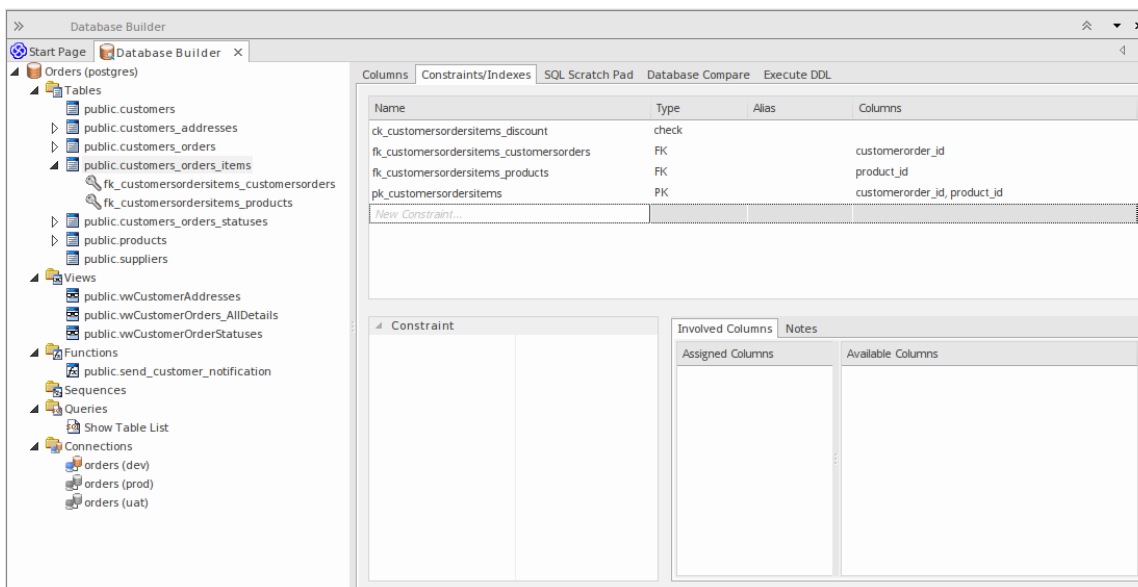 Database Builder
Start Page Database Builder
Orders (postgres)
Tables
public.customers
public.customers_addresses
public.customers_orders
public.customers_orders_items
fk_customersordersitems_customersorders
fk_customersordersitems_products
public.customers_orders_statuses
public.products
public.suppliers
Views
public.vwCustomerAddresses
public.vwCustomerOrders_AllDetails
public.vwCustomerOrderStatuses
Functions
public.send_customer_notification
Sequences
Queries
Show Table List
Connections
orders (dev)
orders (prod)
orders (uat)
Columns Constraints/Indexes SQL Scratch Pad Database Compare Execute DDL
Name Type Alias Columns
ck_customersordersitems_discount check
fk_customersordersitems_customersorders FK customerorder_id
fk_customersordersitems_products FK product_id
pk_customersordersitems PK customerorder_id, product_id
New Constraint...
Constraint
Involved Columns Notes
Assigned Columns Available Columns